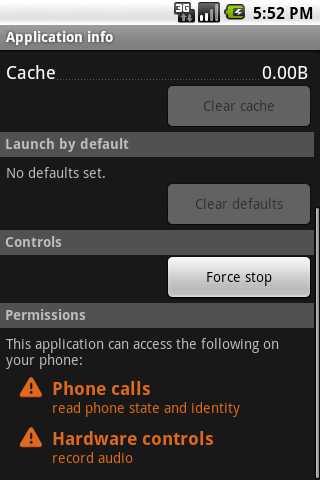 3G 5:52 PM
Application info
Cache 0.00B
Clear cache
Launch by default
No defaults set.
Clear defaults
Controls
Force stop
Permissions
This application can access the following on
your phone:
Phone calls
read phone state and identity
Hardware controls
record audio